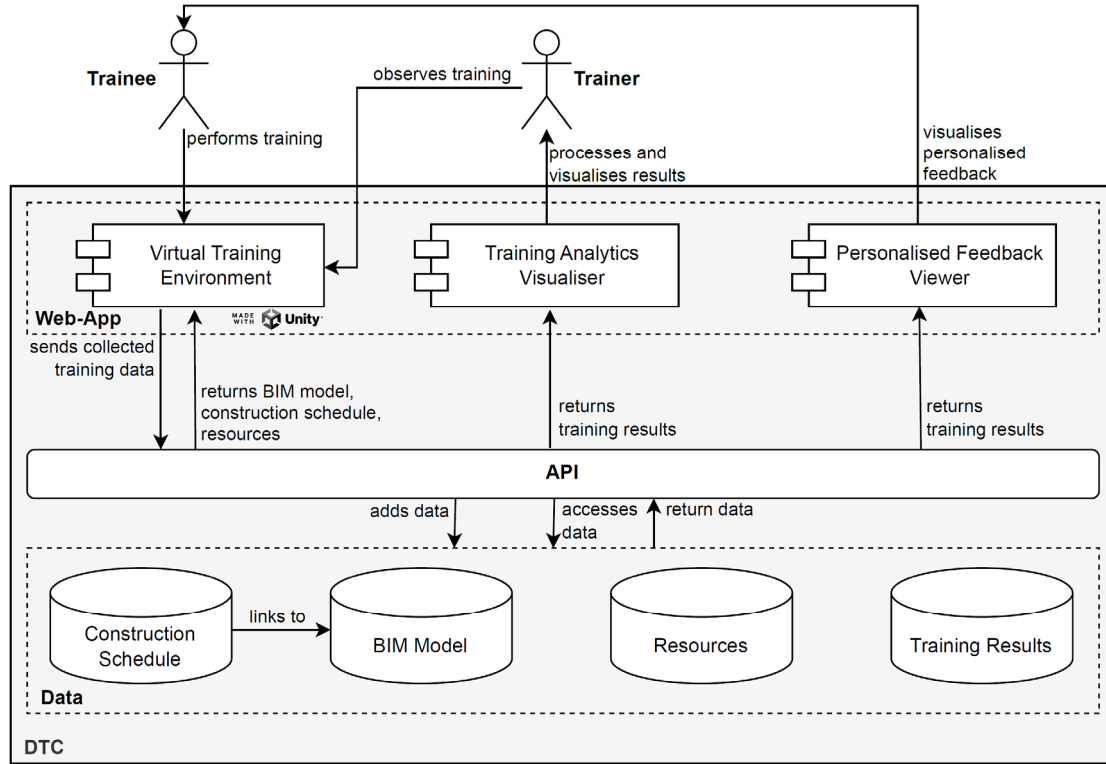 Trainee
observes training
Trainer
performs training
processes and
visualises results
visualises
personalised
feedback
Virtual Training
Environment
Training Analytics
Visualiser
Personalised Feedback
Viewer
Web-App
MADE
WITH
Unity
sends collected
training data
returns BIM model,
construction schedule,
resources
returns
training results
returns
training results
API
adds data
accesses
data
return data
Construction
Schedule
links to
BIM Model
Resources
Training Results
Data
DTC